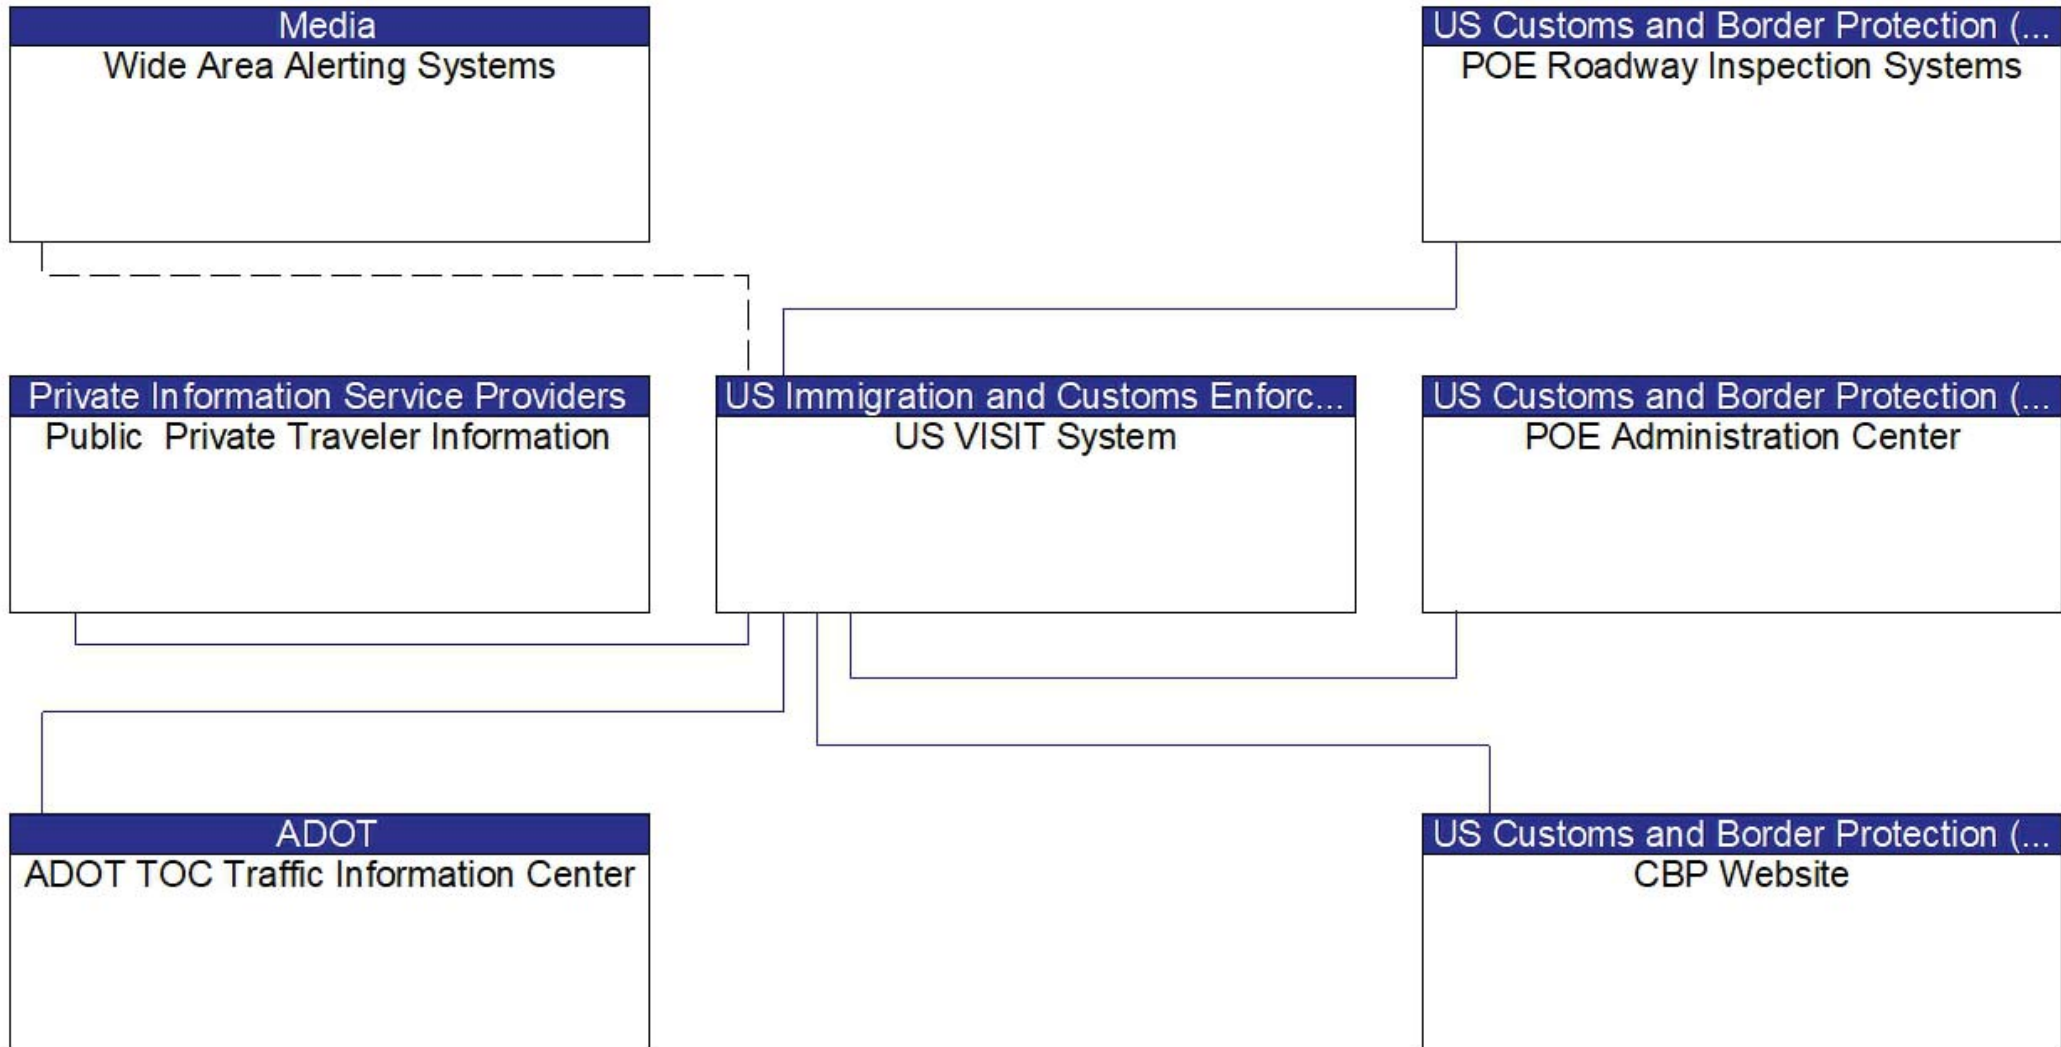 Media
Wide Area Alerting Systems
US Customs and Border Protection (...
POE Roadway Inspection Systems
Private Information Service Providers
Public  Private Traveler Information
US Immigration and Customs Enforc...
US VISIT System
US Customs and Border Protection (...
POE Administration Center
ADOT
ADOT TOC Traffic Information Center
US Customs and Border Protection (...
CBP Website